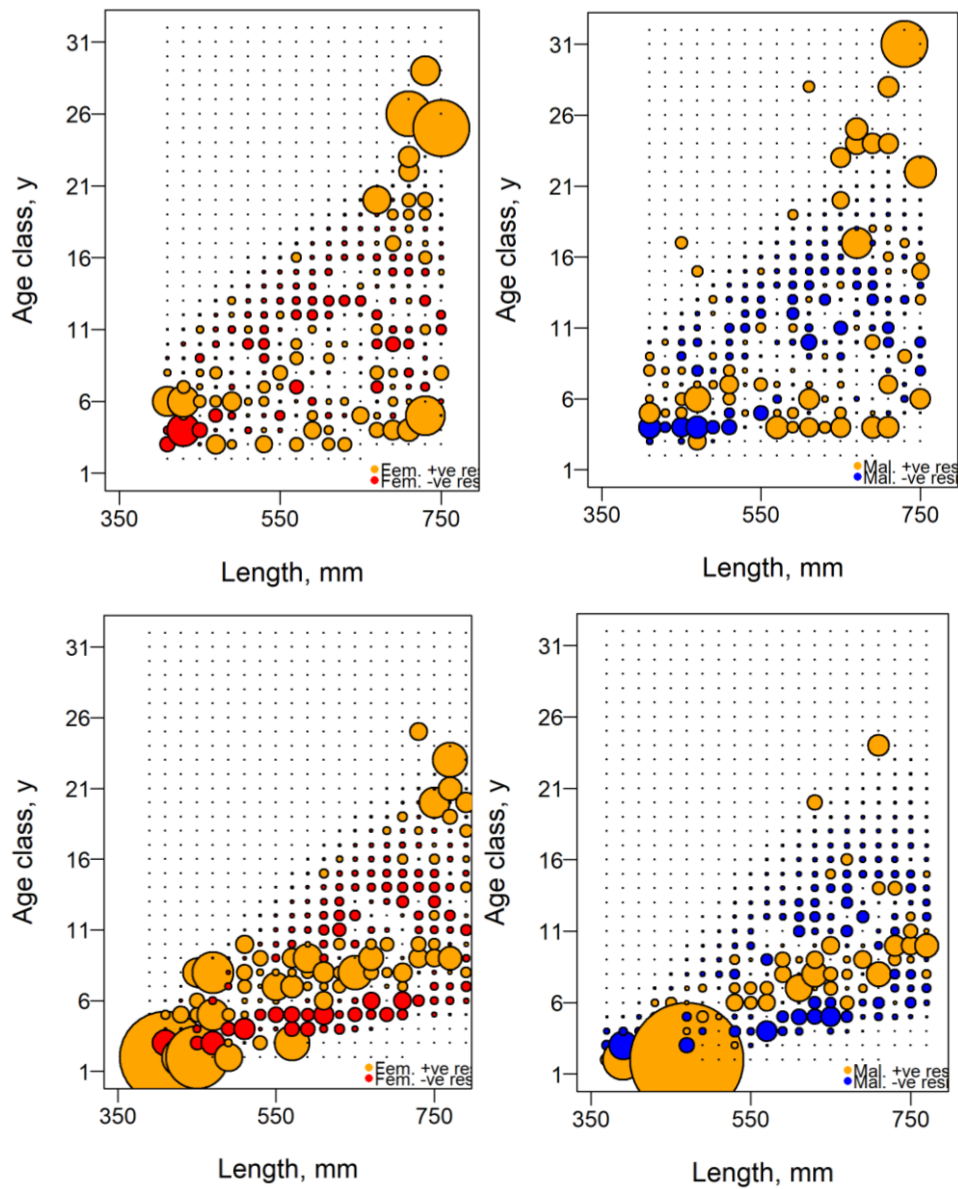 31
26
21
16
11
6
1
Age class, y
Fem. +ve res
Fem. -ve res
350
550
750
Length, mm
31
26
21
16
11
6
1
Age class, y
Mal. +ve res
Mal. -ve resi
350
550
750
Length, mm
31
26
21
16
11
6
1
Age class, y
Fem. +ve res
Fem. -ve resi
350
550
750
Length, mm
31
26
21
16
11
6
1
Age class, y
Mal. +ve res
Mal. -ve resi
350
550
750
Length, mm